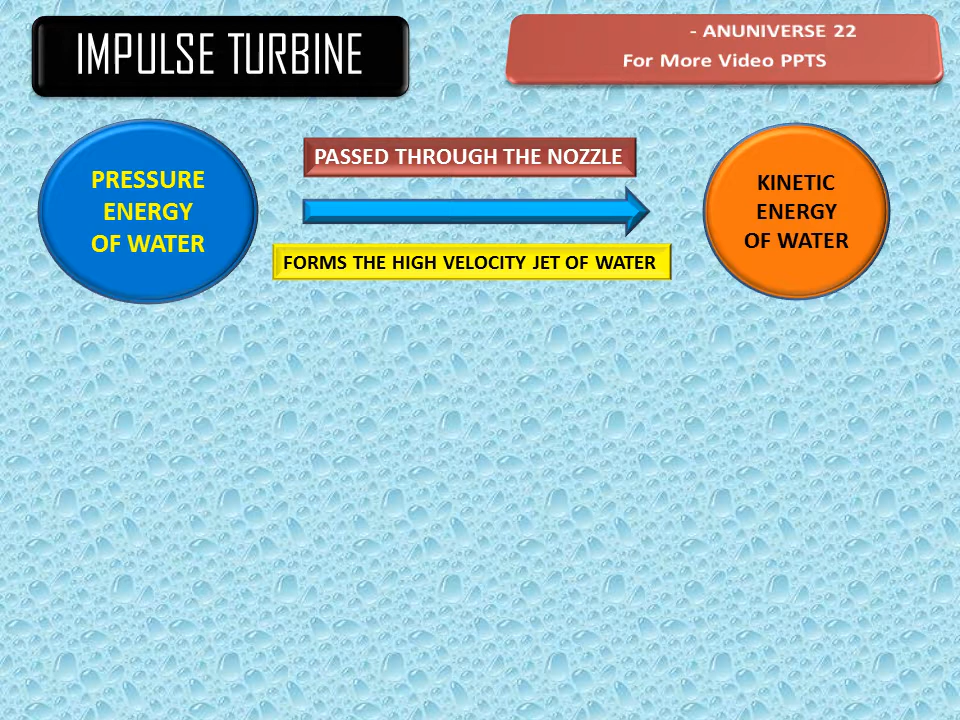 IMPULSE TURBINE
- ANUNIVERSE 22
For More Video PPTS
PRESSURE
ENERGY
OF WATER
PASSED THROUGH THE NOZZLE
FORMS THE HIGH VELOCITY JET OF WATER
KINETIC
ENERGY
OF WATER